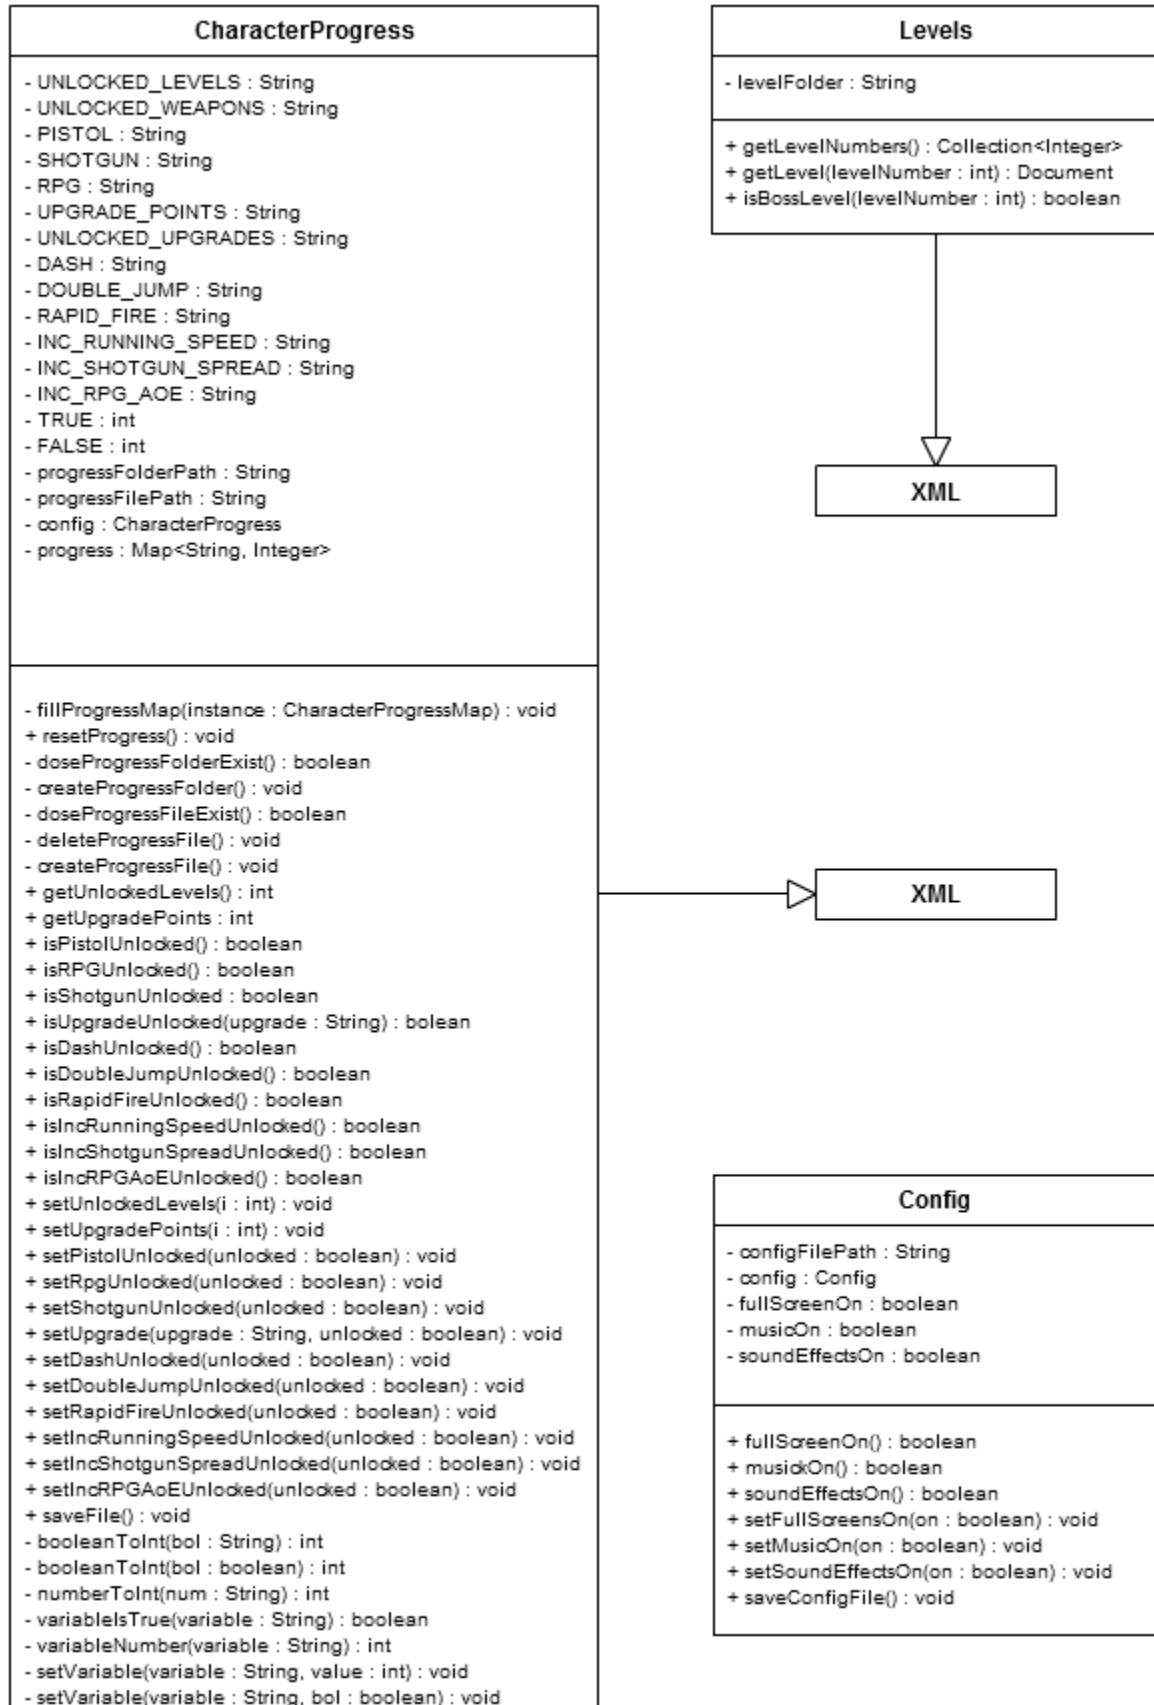 CharacterProgress
- UNLOCKED_LEVELS : String
- UNLOCKED_WEAPONS : String
- PISTOL : String
- SHOTGUN : String
- RPG : String
- UPGRADE_POINTS : String
- UNLOCKED_UPGRADES : String
- DASH : String
- DOUBLE_JUMP : String
- RAPID_FIRE : String
- INC_RUNNING_SPEED : String
- INC_SHOTGUN_SPREAD : String
- INC_RPG_AOE : String
- TRUE : int
- FALSE : int
- progressFolderPath : String
- progressFilePath : String
- config : CharacterProgress
- progress : Map<String, Integer>
- fillProgressMap(instance : CharacterProgressMap) : void
+ resetProgress() : void
- doseProgressFolderExist() : boolean
- createProgressFolder() : void
- doseProgressFileExist() : boolean
- deleteProgressFile() : void
- createProgressFile() : void
+ getUnlockedLevels() : int
+ getUpgradePoints : int
+ isPistolUnlocked() : boolean
+ isRPGUnlocked() : boolean
+ isShotgunUnlocked : boolean
+ isUpgradeUnlocked(upgrade : String) : bolean
+ isDashUnlocked() : boolean
+ isDoubleJumpUnlocked() : boolean
+ isRapidFireUnlocked() : boolean
+ isIncRunningSpeedUnlocked() : boolean
+ isIncShotgunSpreadUnlocked() : boolean
+ isIncRPGAoEUnlocked() : boolean
+ setUnlockedLevels(i : int) : void
+ setUpgradePoints(i : int) : void
+ setPistolUnlocked(unlocked : boolean) : void
+ setRpgUnlocked(unlocked : boolean) : void
+ setShotgunUnlocked(unlocked : boolean) : void
+ setUpgrade(upgrade : String, unlocked : boolean) : void
+ setDashUnlocked(unlocked : boolean) : void
+ setDoubleJumpUnlocked(unlocked : boolean) : void
+ setRapidFireUnlocked(unlocked : boolean) : void
+ setIncRunningSpeedUnlocked(unlocked : boolean) : void
+ setIncShotgunSpreadUnlocked(unlocked : boolean) : void
+ setIncRPGAoEUnlocked(unlocked : boolean) : void
+ saveFile() : void
- booleanToInt(bol : String) : int
- booleanToInt(bol : boolean) : int
- numberToInt(num : String) : int
- variableIsTrue(variable : String) : boolean
- variableNumber(variable : String) : int
- setVariable(variable : String, value : int) : void
- setVariable(variable : String, bol : boolean) : void
Levels
- levelFolder : String
+ getLevelNumbers() : Collection<Integer>
+ getLevel(levelNumber : int) : Document
+ isBossLevel(levelNumber : int) : boolean
XML
XML
Config
- configFilePath : String
- config : Config
- fullScreenOn : boolean
- musicOn : boolean
- soundEffectsOn : boolean
+ fullScreenOn() : boolean
+ musickOn() : boolean
+ soundEffectsOn() : boolean
+ setFullScreensOn(on : boolean) : void
+ setMusicOn(on : boolean) : void
+ setSoundEffectsOn(on : boolean) : void
+ saveConfigFile() : void